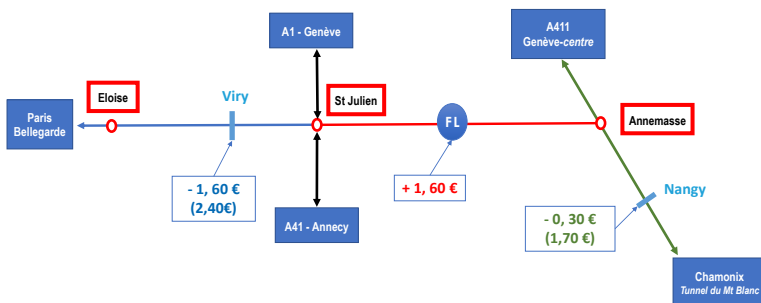 A1 - Genève
A411
Genève-centre
Viry
Eloise
St Julien
Paris
Bellegarde
F L
Annemasse
- 1, 60 €
(2,40€)
+ 1, 60 €
Nangy
- 0, 30 €
(1,70 €)
A41 - Annecy
Chamonix
Tunnel du Mt Blanc